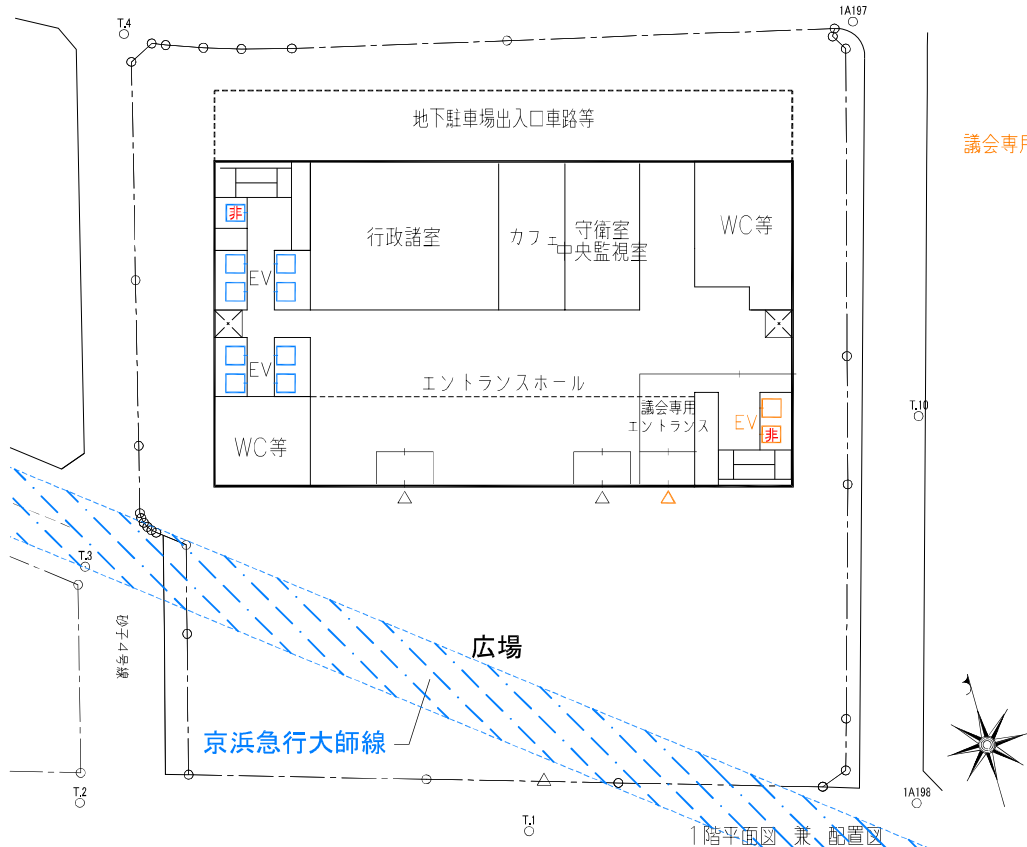 T.4
1A197
地下駐車場出入口車路等
議会専用
非
行政諸室
カフェ
守衛室
中央監視室
WC等
EV
EV
エントランスホール
議会専用
エントランス
EV
非
WC等
T.10
T.3
砂子4号線
広場
京浜急行大師線
T.2
T.1
1A198
1階平面図 兼 配置図